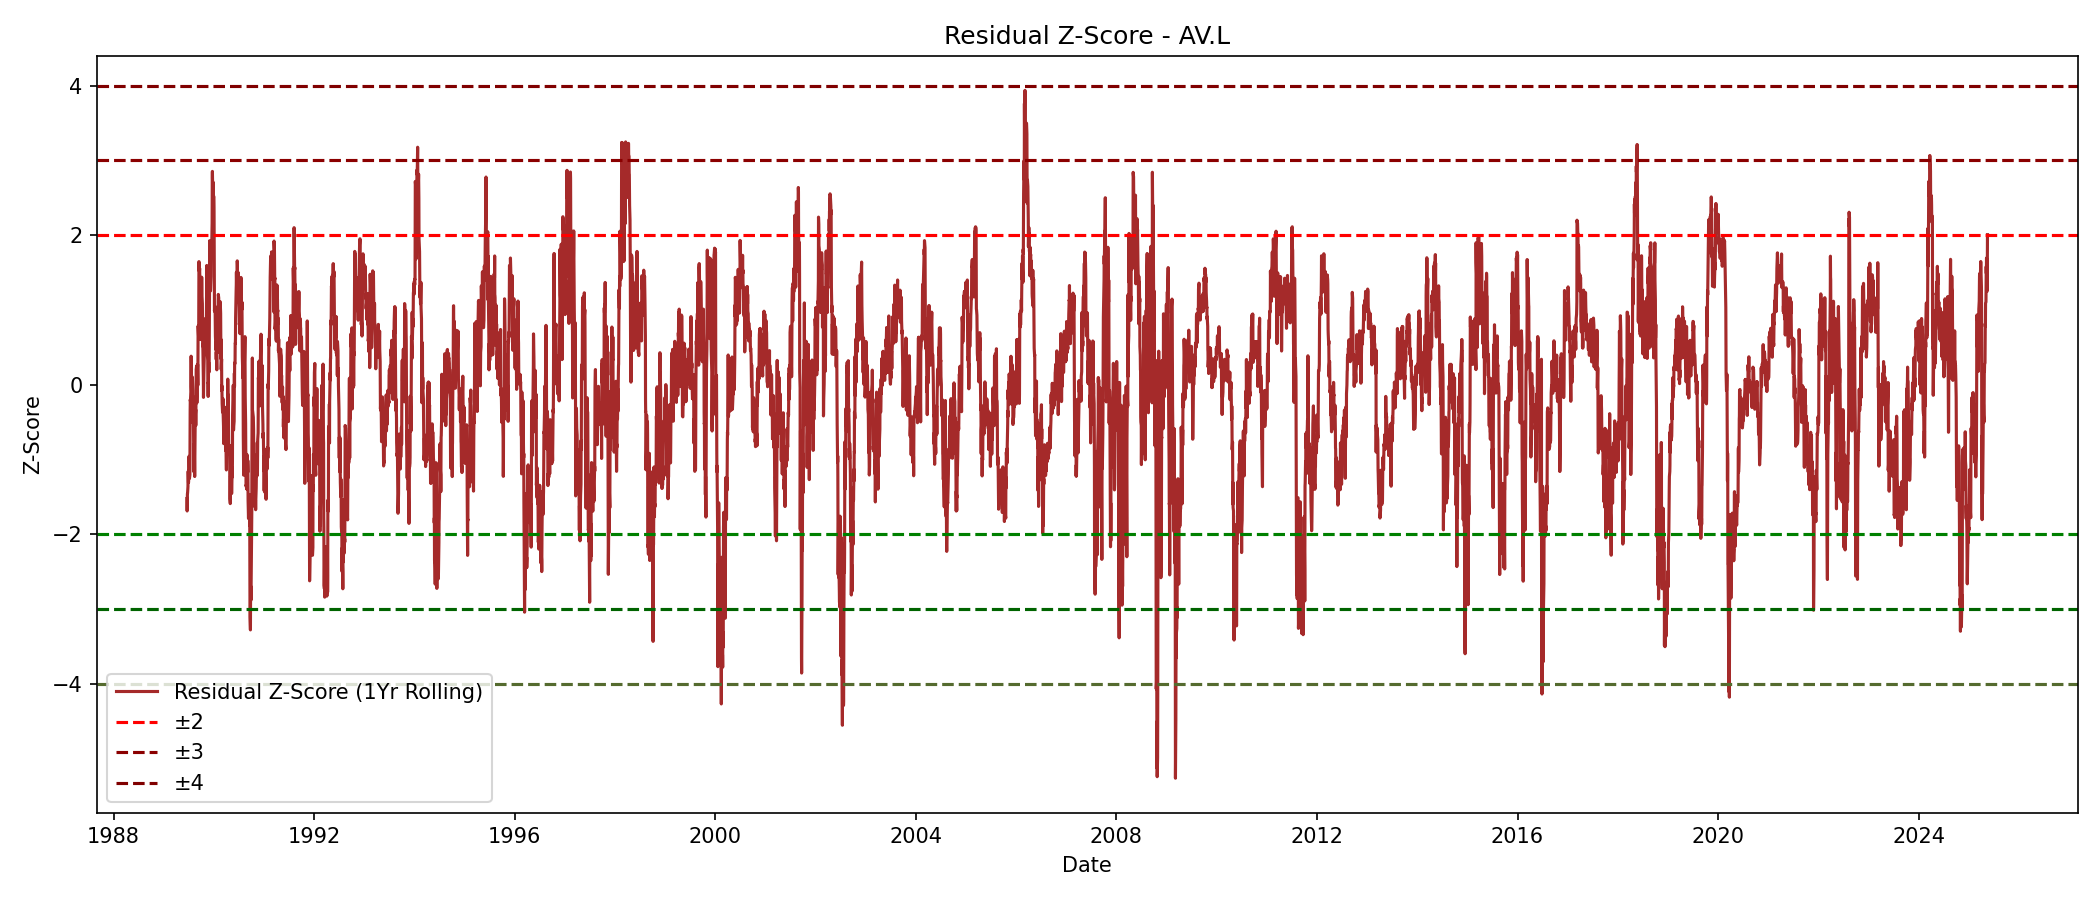 Residual Z-Score - AV.L
Z-Score
4
2
0
−2
−4
Residual Z-Score (1Yr Rolling)
±2
±3
±4
1988 1992 1996 2000 2004 2008 2012 2016 2020 2024
Date